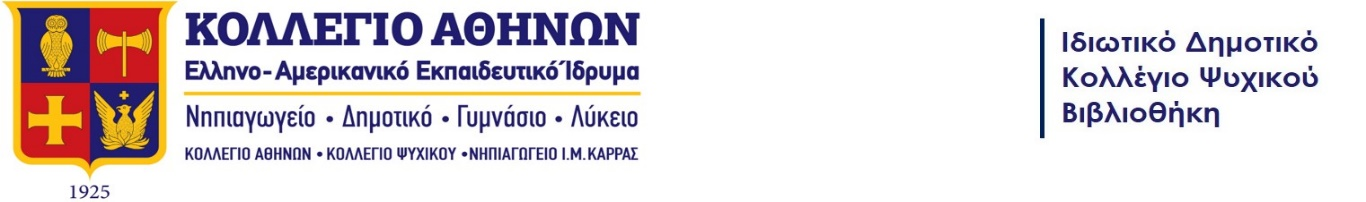 ΚΟΛΛΕΓΙΟ ΑΘΗΝΩΝ
Ελληνο-Αμερικανικό Εκπαιδευτικό Ίδρυμα
Νηπιαγωγείο • Δημοτικό • Γυμνάσιο • Λύκειο
ΚΟΛΛΕΓΙΟ ΑΘΗΝΩΝ • ΚΟΛΛΕΓΙΟ ΨΥΧΙΚΟΥ • ΝΗΠΙΑΓΩΓΕΙΟ Ι.Μ. ΚΑΡΡΑΣ
1925
Ιδιωτικό Δημοτικό
Κολλέγιο Ψυχικού
Βιβλιοθήκη